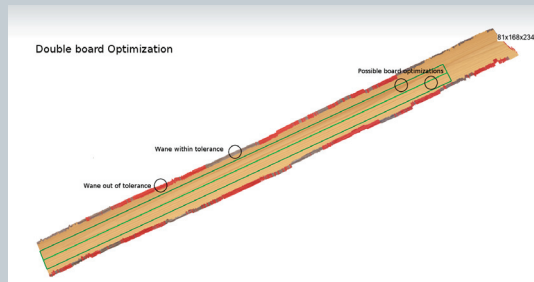 81x168x234
Double board Optimization
Possible board optimizations
Wane within tolerance
Wane out of tolerance